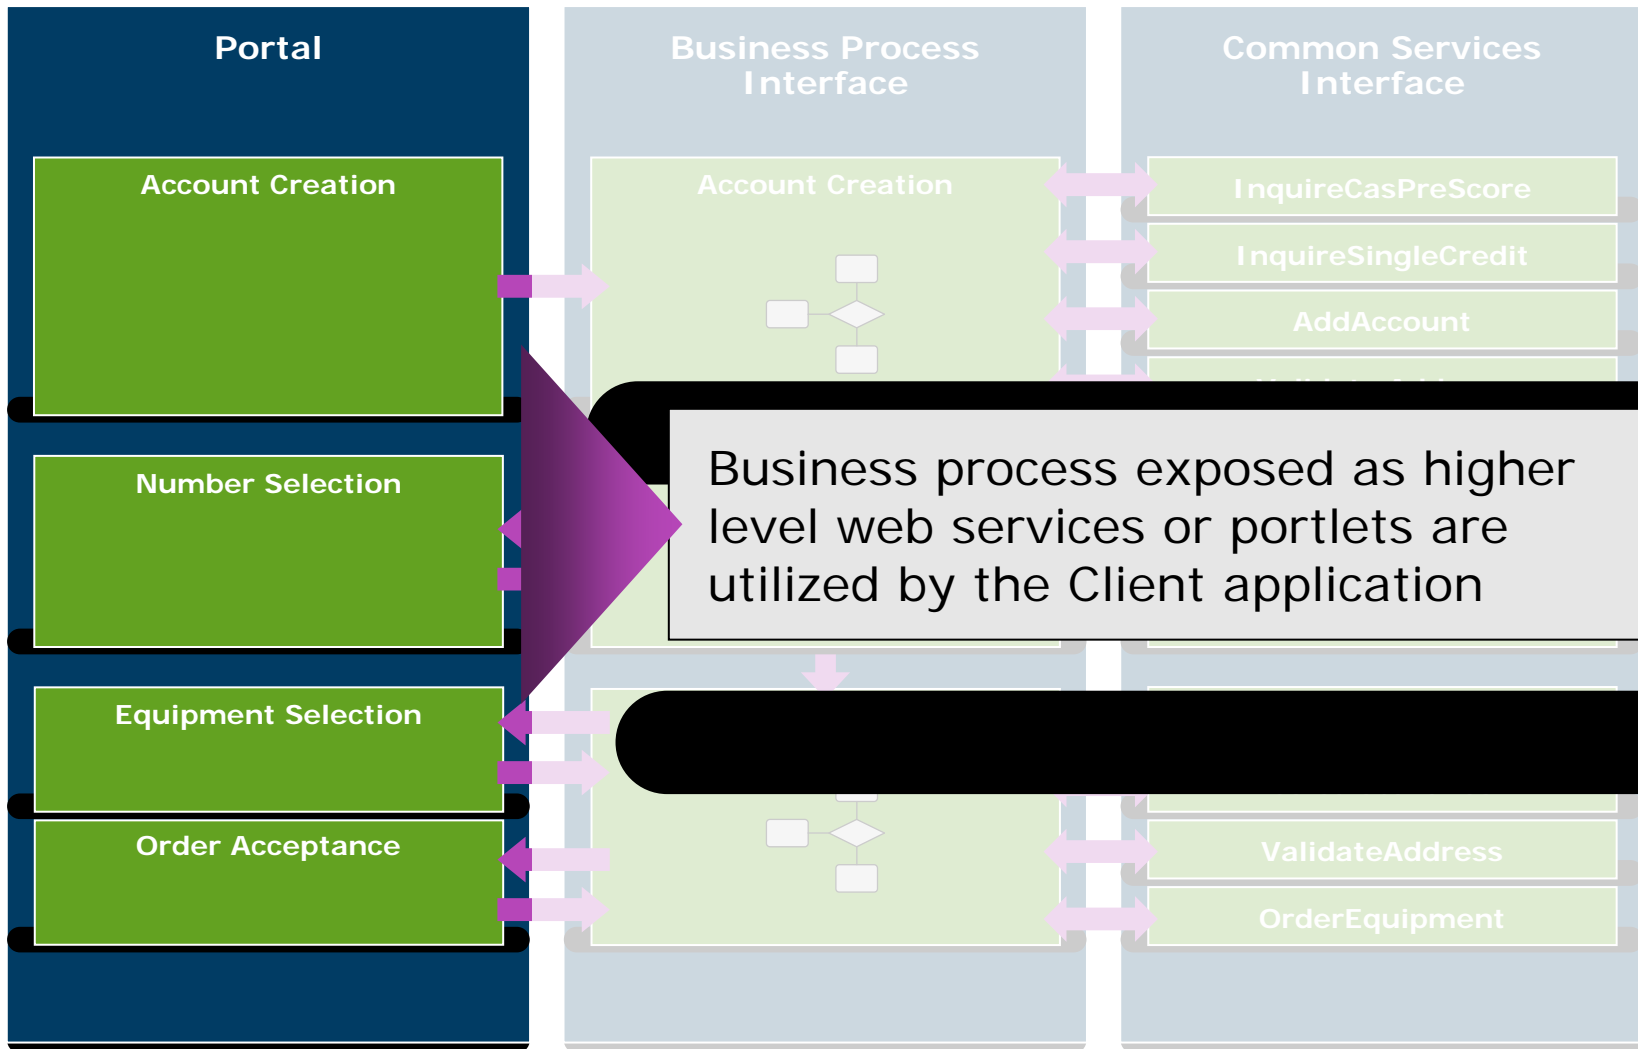 Portal
Account Creation
Number Selection
Equipment Selection
Order Acceptance
Business Process
Interface
Account Creation
Common Services
Interface
InquireCasPreScore
InquireSingleCredit
AddAccount
Business process exposed as higher
level web services or portlets are
utilized by the Client application
ValidateAddress
OrderEquipment